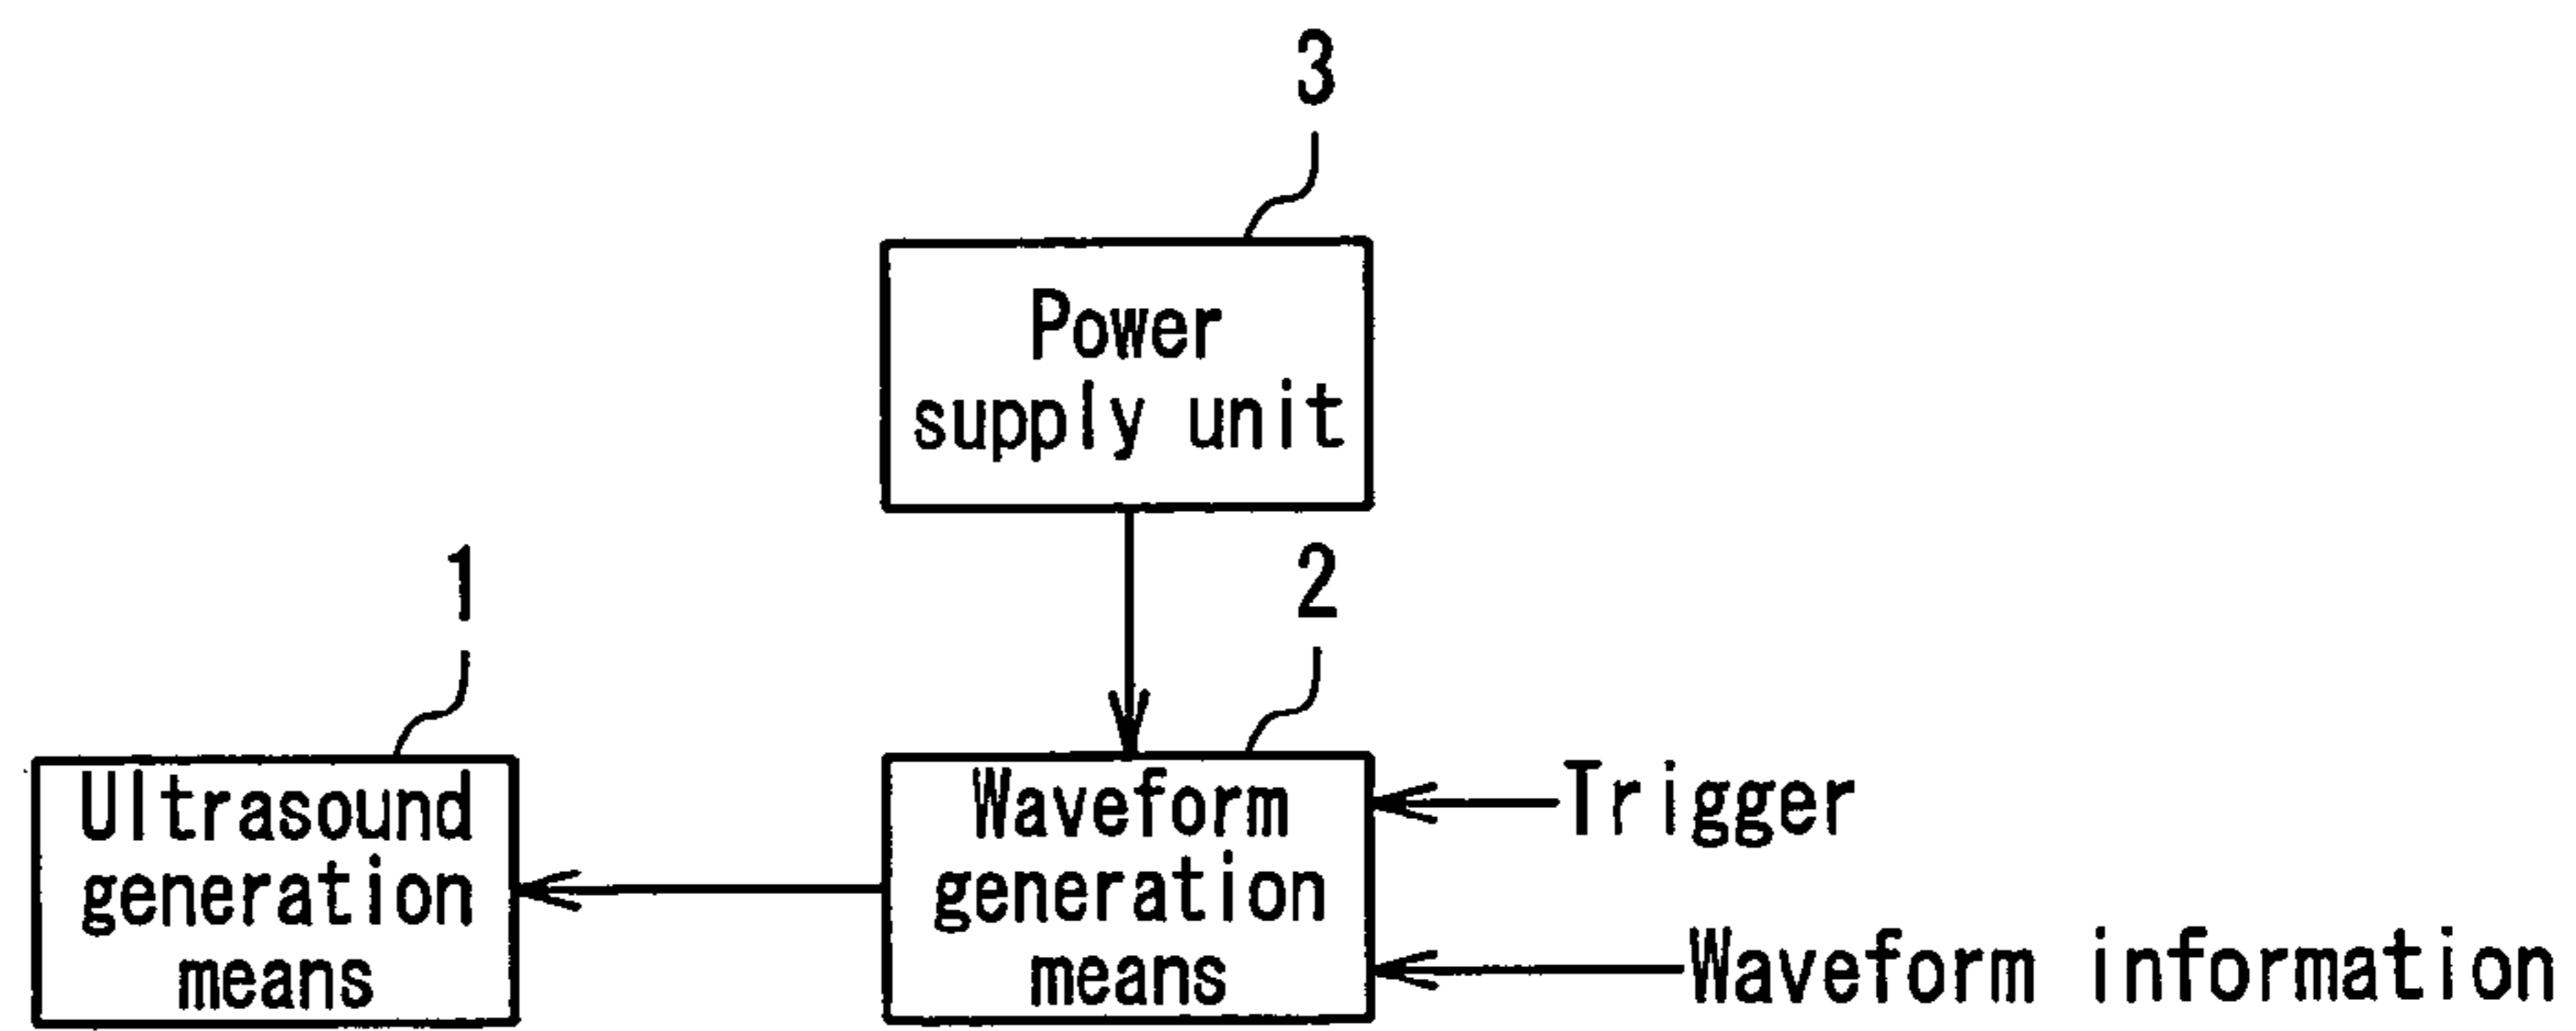 3
Power
supply unit
1
2
Ultrasound
generation
means
Waveform
generation
means
Trigger
Waveform information